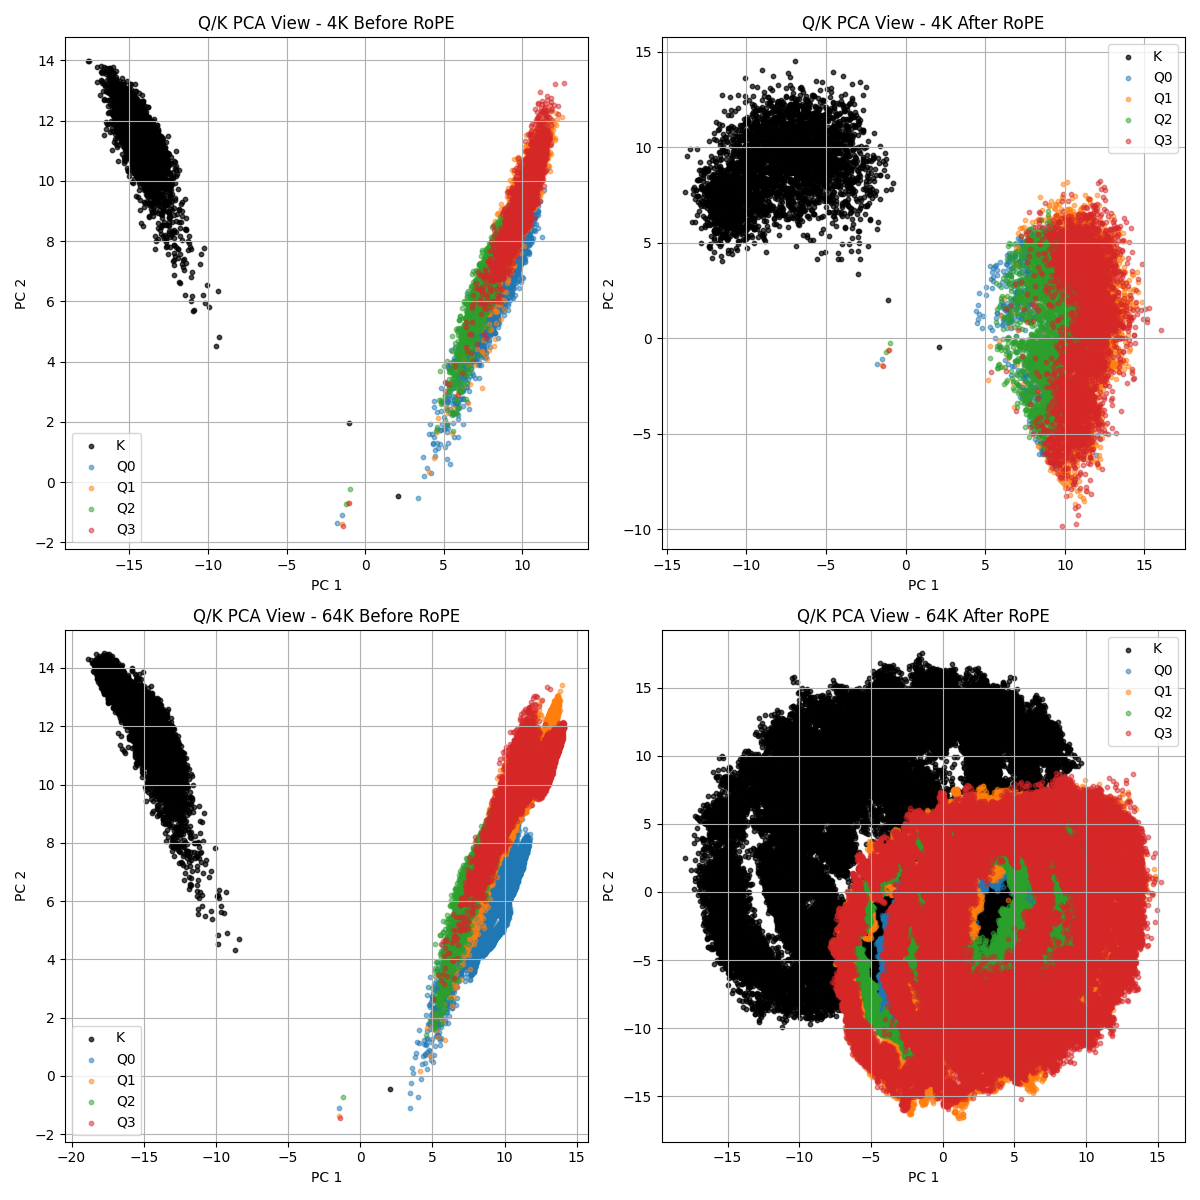 Q/K PCA View - 4K Before RoPE
14
12
10
8
6
4
2
0
−2
PC 2
K
Q0
Q1
Q2
Q3
−15
−10
−5
0
5
10
PC 1
Q/K PCA View - 4K After RoPE
15
10
5
0
−5
−10
PC 2
K
Q0
Q1
Q2
Q3
−15
−10
−5
0
5
10
15
PC 1
Q/K PCA View - 64K Before RoPE
14
12
10
8
6
4
2
0
−2
PC 2
K
Q0
Q1
Q2
Q3
−20
−15
−10
−5
0
5
10
15
PC 1
Q/K PCA View - 64K After RoPE
15
10
5
0
−5
−10
−15
PC 2
K
Q0
Q1
Q2
Q3
−15
−10
−5
0
5
10
15
PC 1